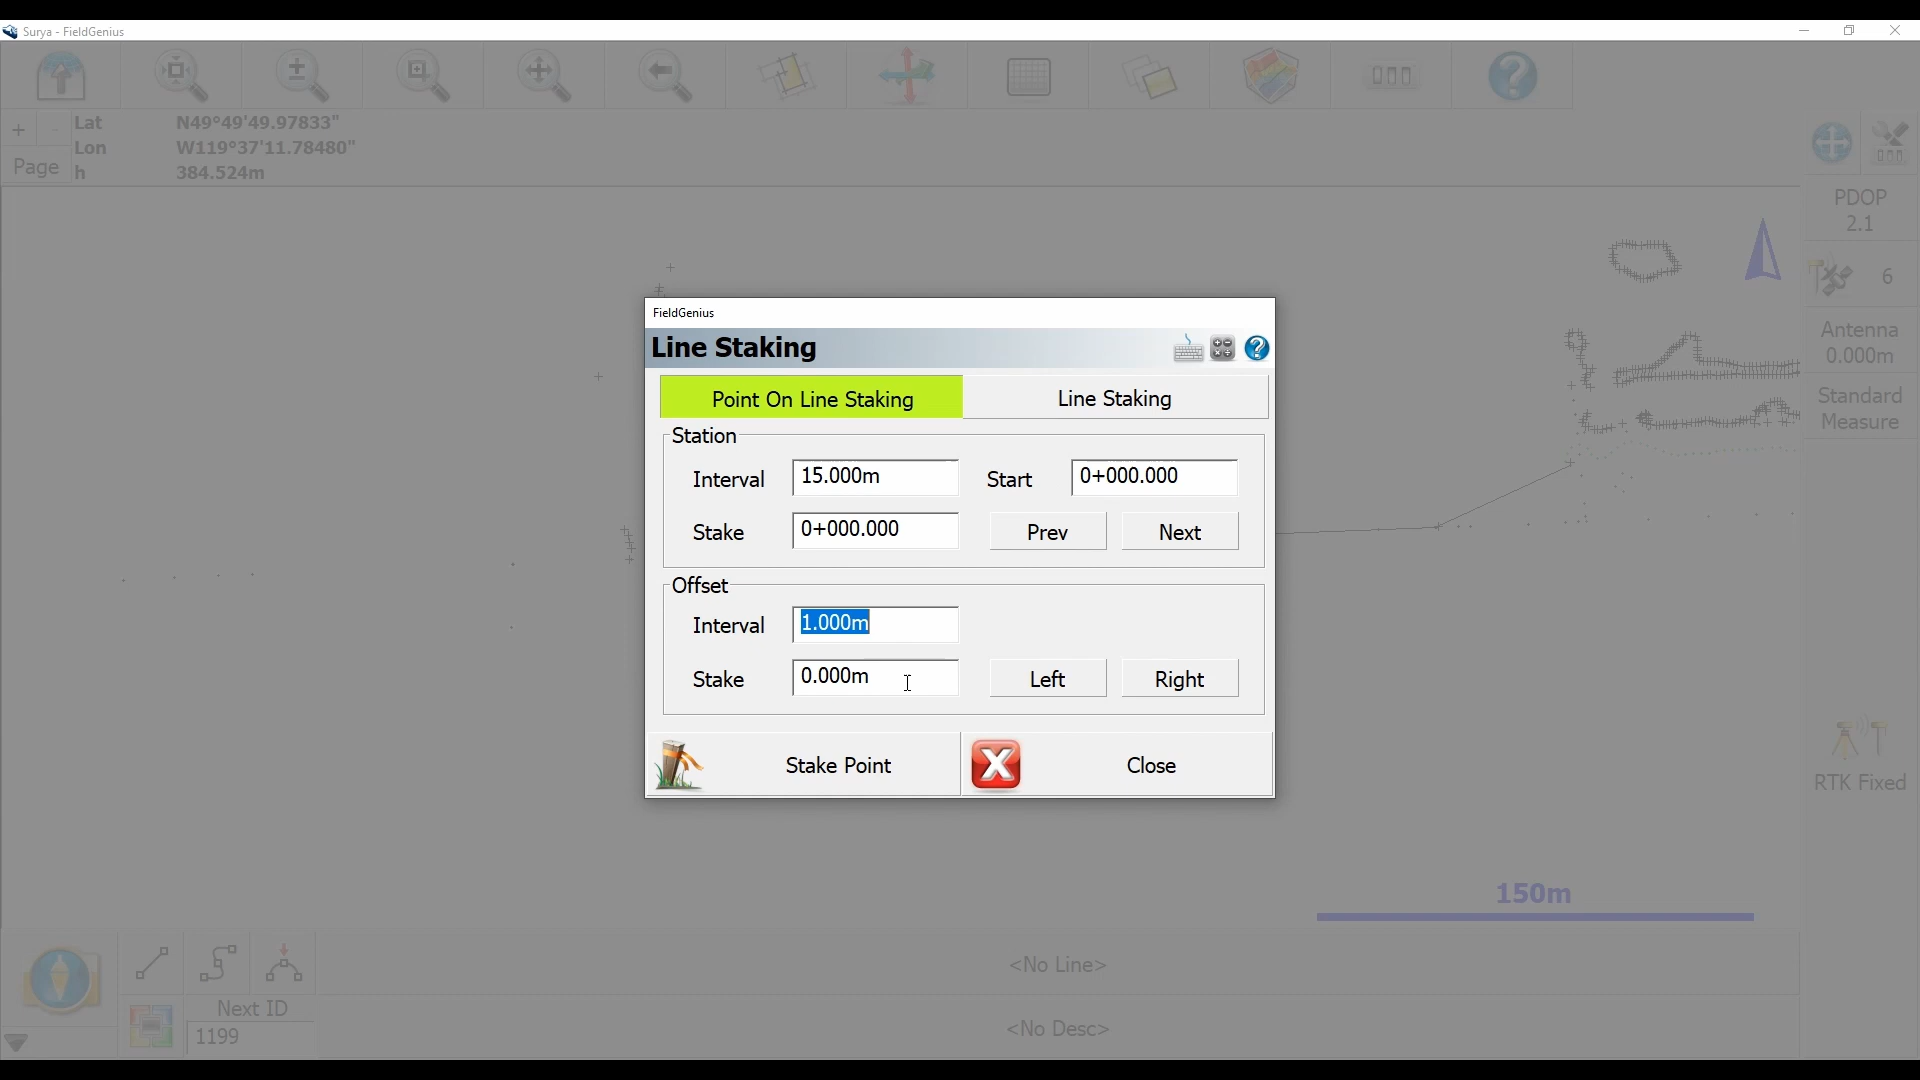 Surya - FieldGenius
+ - Lat N49°49'49.97833"
Lon W119°37'11.78480"
Page h 384.524m
PDOP
2.1
6
Antenna
0.000m
Standard
Measure
RTK Fixed
FieldGenius
Line Staking
Point On Line Staking Line Staking
Station
Interval 15.000m Start 0+000.000
Stake 0+000.000 Prev Next
Offset
Interval 1.000m
Stake 0.000m Left Right
Stake Point Close
150m
<No Line>
Next ID
1199
<No Desc>